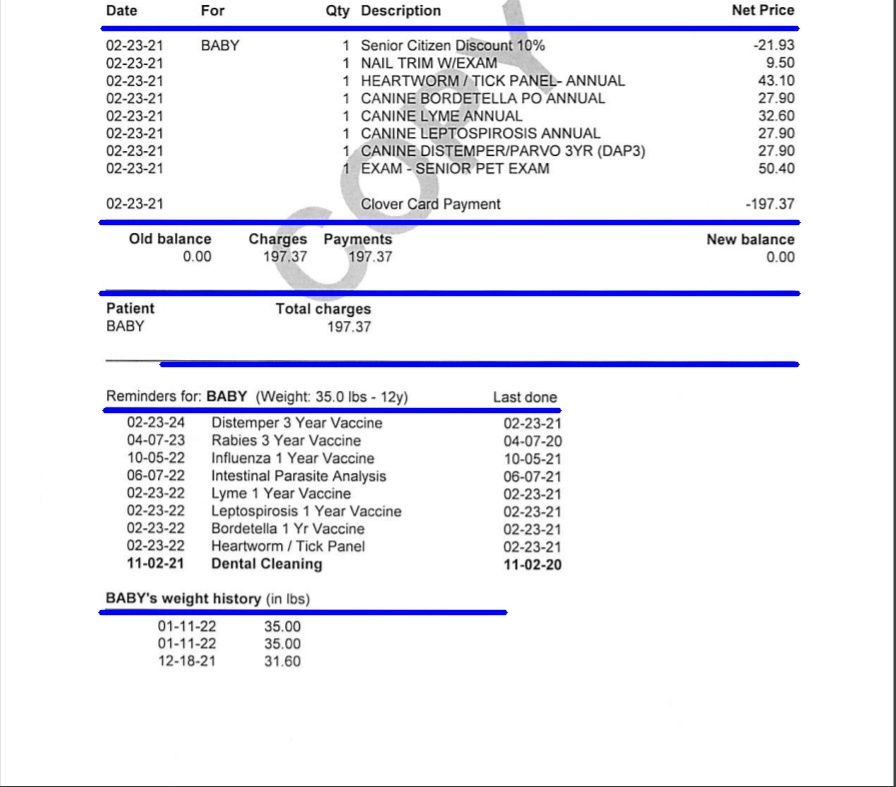 Date For Qty Description Net Price
02-23-21 BABY 1 Senior Citizen Discount 10% -21.93
02-23-21 1 NAIL TRIM W/EXAM 9.50
02-23-21 1 HEARTWORM / TICK PANEL- ANNUAL 43.10
02-23-21 1 CANINE BORDETELLA PO ANNUAL 27.90
02-23-21 1 CANINE LYME ANNUAL 32.60
02-23-21 1 CANINE LEPTOSPIROSIS ANNUAL 27.90
02-23-21 1 CANINE DISTEMPER/PARVO 3YR (DAP3) 27.90
02-23-21 1 EXAM - SENIOR PET EXAM 50.40
02-23-21 Clover Card Payment -197.37
COPY
Old balance Charges Payments New balance
0.00 197.37 197.37 0.00
Patient Total charges
BABY 197.37
Reminders for: BABY (Weight: 35.0 lbs - 12y) Last done
02-23-24 Distemper 3 Year Vaccine 02-23-21
04-07-23 Rabies 3 Year Vaccine 04-07-20
10-05-22 Influenza 1 Year Vaccine 10-05-21
06-07-22 Intestinal Parasite Analysis 06-07-21
02-23-22 Lyme 1 Year Vaccine 02-23-21
02-23-22 Leptospirosis 1 Year Vaccine 02-23-21
02-23-22 Bordetella 1 Yr Vaccine 02-23-21
02-23-22 Heartworm / Tick Panel 02-23-21
11-02-21 Dental Cleaning 11-02-20
BABY's weight history (in lbs)
01-11-22 35.00
01-11-22 35.00
12-18-21 31.60